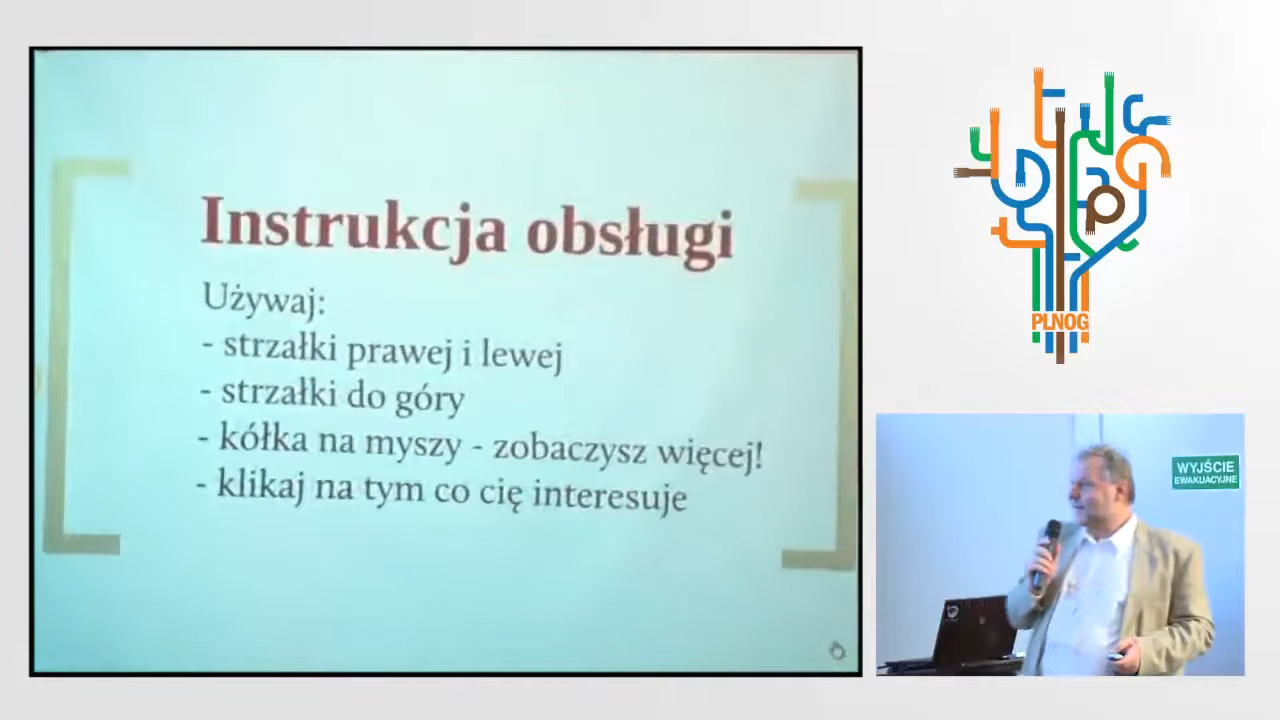 Instrukcja obsługi
Używaj:
- strzałki prawej i lewej
- strzałki do góry
- kółka na myszy - zobaczysz więcej!
- klikaj na tym co cię interesuje
PLNOG
WYJŚCIE
EWAKUACYJNE